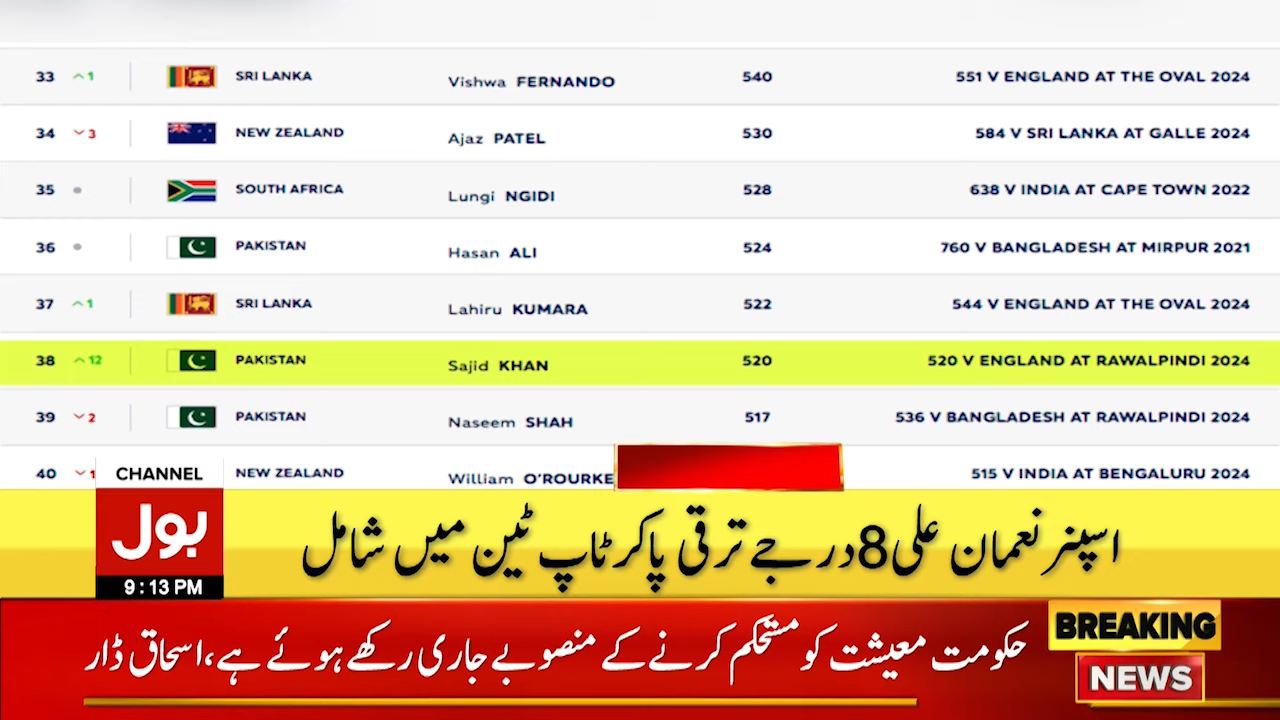 33 1 SRI LANKA Vishwa FERNANDO 540 551 V ENGLAND AT THE OVAL 2024
34 3 NEW ZEALAND Ajaz PATEL 530 584 V SRI LANKA AT GALLE 2024
35 SOUTH AFRICA Lungi NGIDI 528 638 V INDIA AT CAPE TOWN 2022
36 PAKISTAN Hasan ALI 524 760 V BANGLADESH AT MIRPUR 2021
37 1 SRI LANKA Lahiru KUMARA 522 544 V ENGLAND AT THE OVAL 2024
38 12 PAKISTAN Sajid KHAN 520 520 V ENGLAND AT RAWALPINDI 2024
39 2 PAKISTAN Naseem SHAH 517 536 V BANGLADESH AT RAWALPINDI 2024
40 1 NEW ZEALAND William O'ROURKE 515 V INDIA AT BENGALURU 2024
CHANNEL
بول
9:13 PM
اسپنر نعمان علی 8 درجے ترقی پاکر ٹاپ ٹین میں شامل
حکومت معیشت کو مستحکم کرنے کے منصوبے جاری رکھے ہوئے ہے، اسحاق ڈار
BREAKING
NEWS